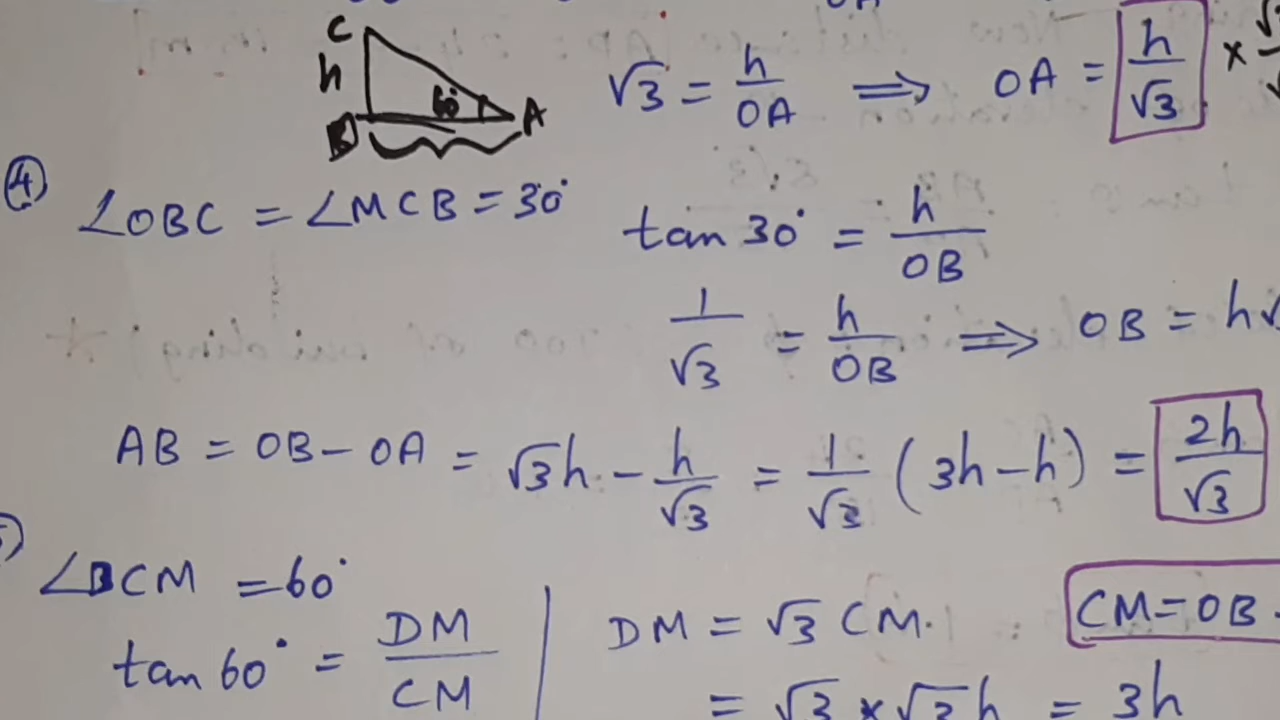 C
h
60°
B
A
√3 = h/OA ⟹ OA = h/√3 ×
④ ∠OBC = ∠MCB = 30° tan 30° = h/OB
1/√3 = h/OB ⟹ OB = h√
AB = OB - OA = √3h - h/√3 = 1/√3 (3h - h) = 2h/√3
∠DCM = 60°
tan 60° = DM/CM
DM = √3 CM. CM = OB
= √3 × √3h = 3h